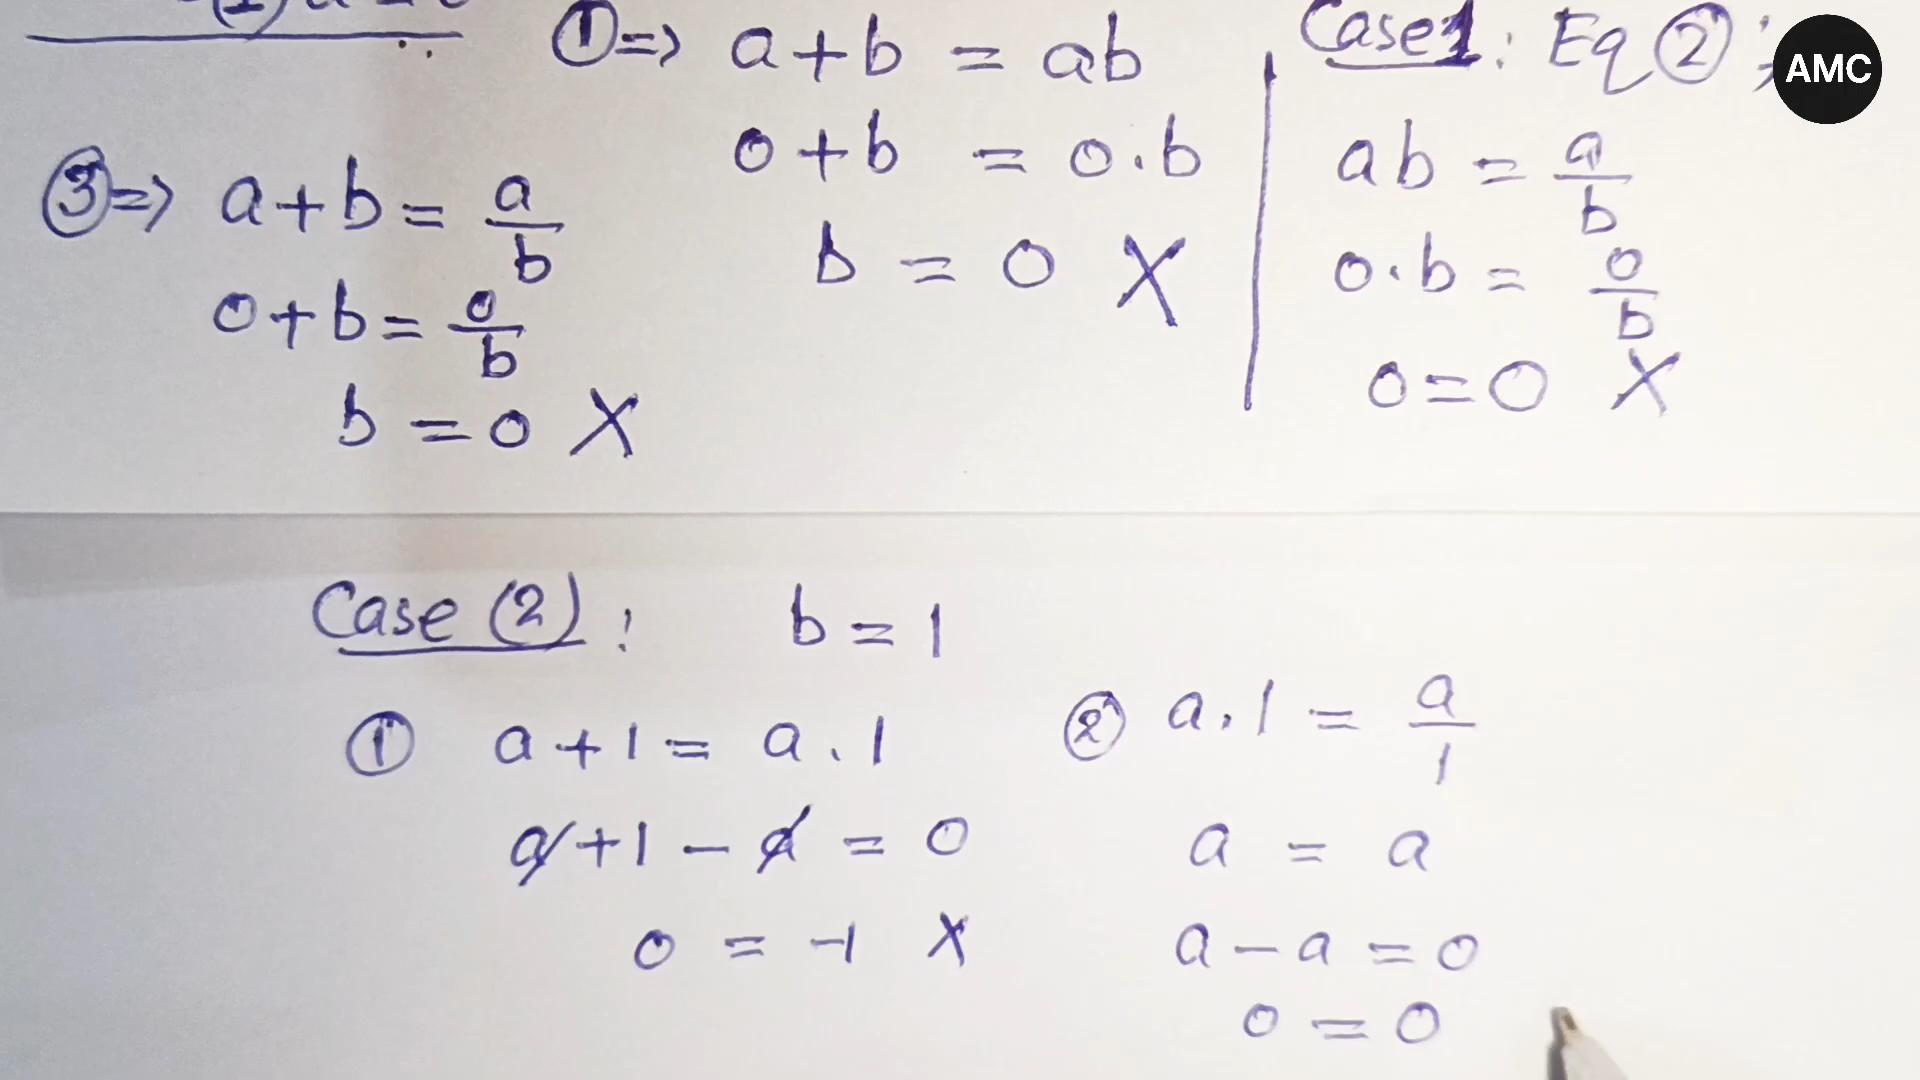 ① => a + b = ab
0 + b = 0 . b
b = 0 X
Case 1 : Eq ② ;
AMC
ab = a/b
0 . b = 0/b
0 = 0 X
③ => a + b = a/b
0 + b = 0/b
b = 0 X
Case (2) : b = 1
① a + 1 = a . 1
a + 1 - a = 0
0 = -1 X
② a . 1 = a/1
a = a
a - a = 0
0 = 0